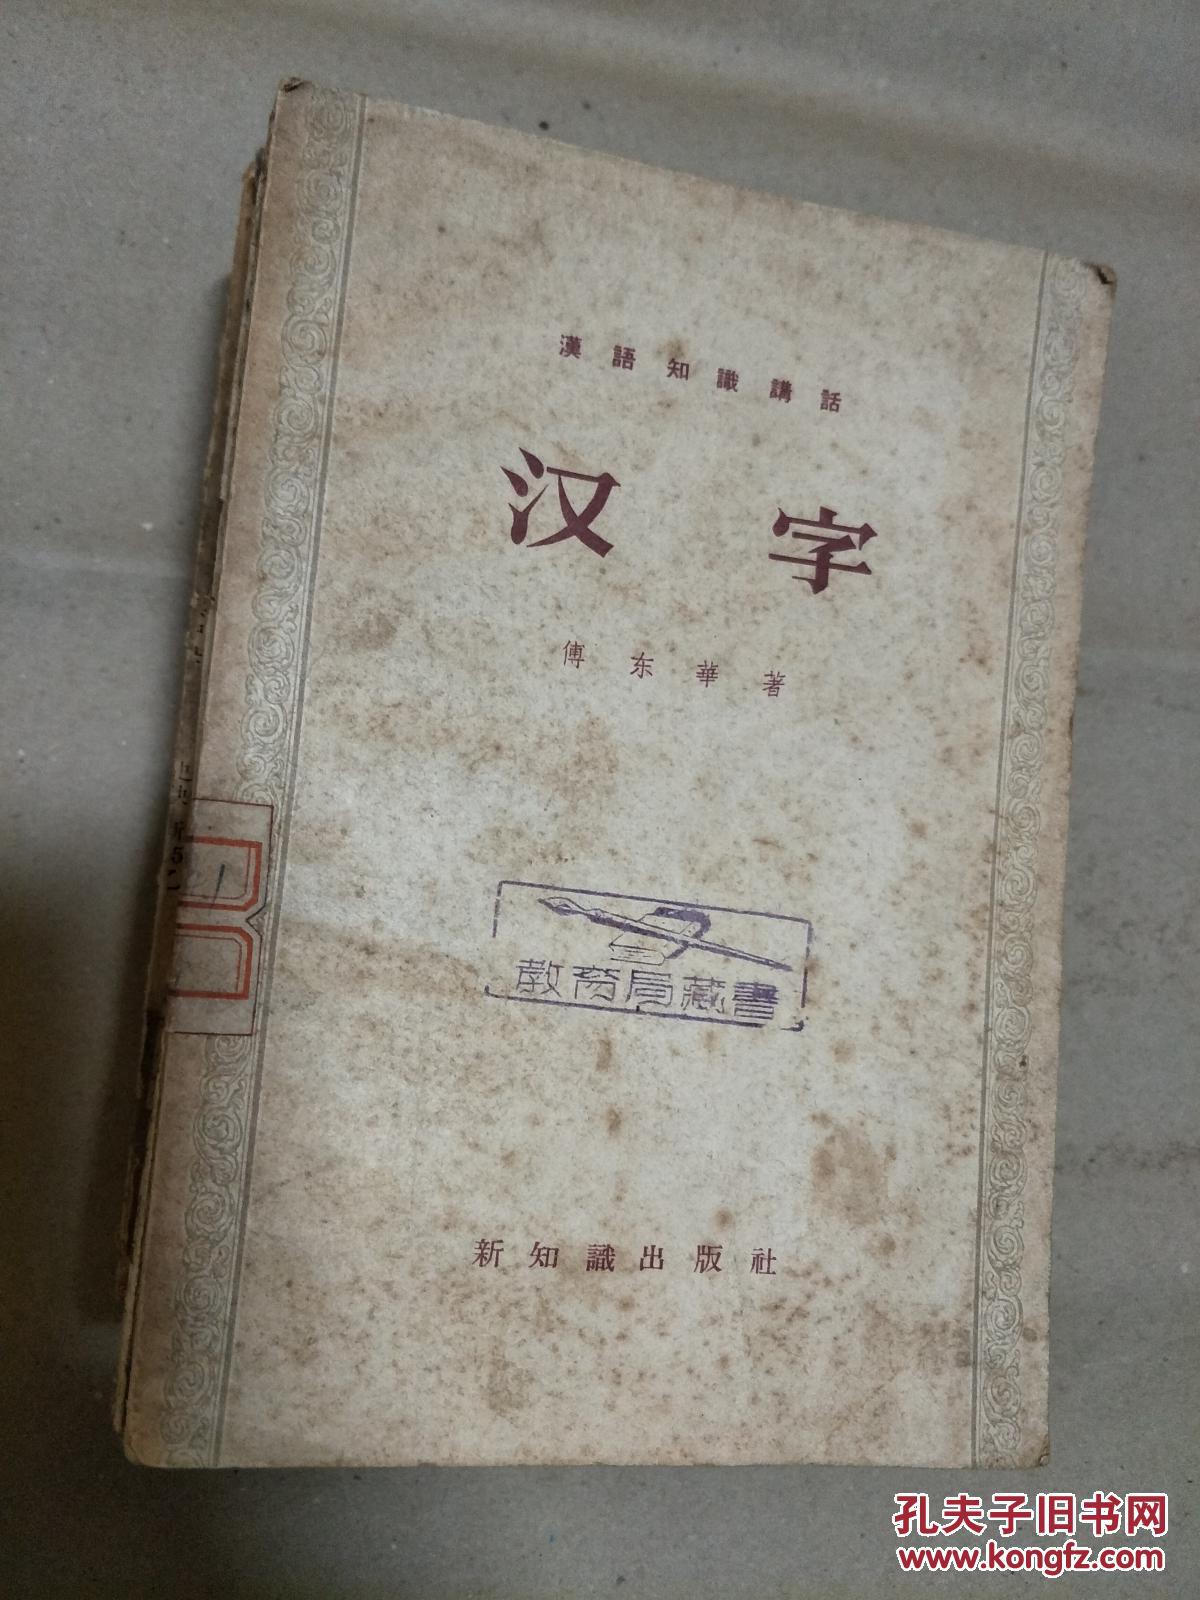 漢語知識講話
汉字
傅东華著
教育局藏書
新知識出版社
孔夫子旧书网
www.kongfz.com